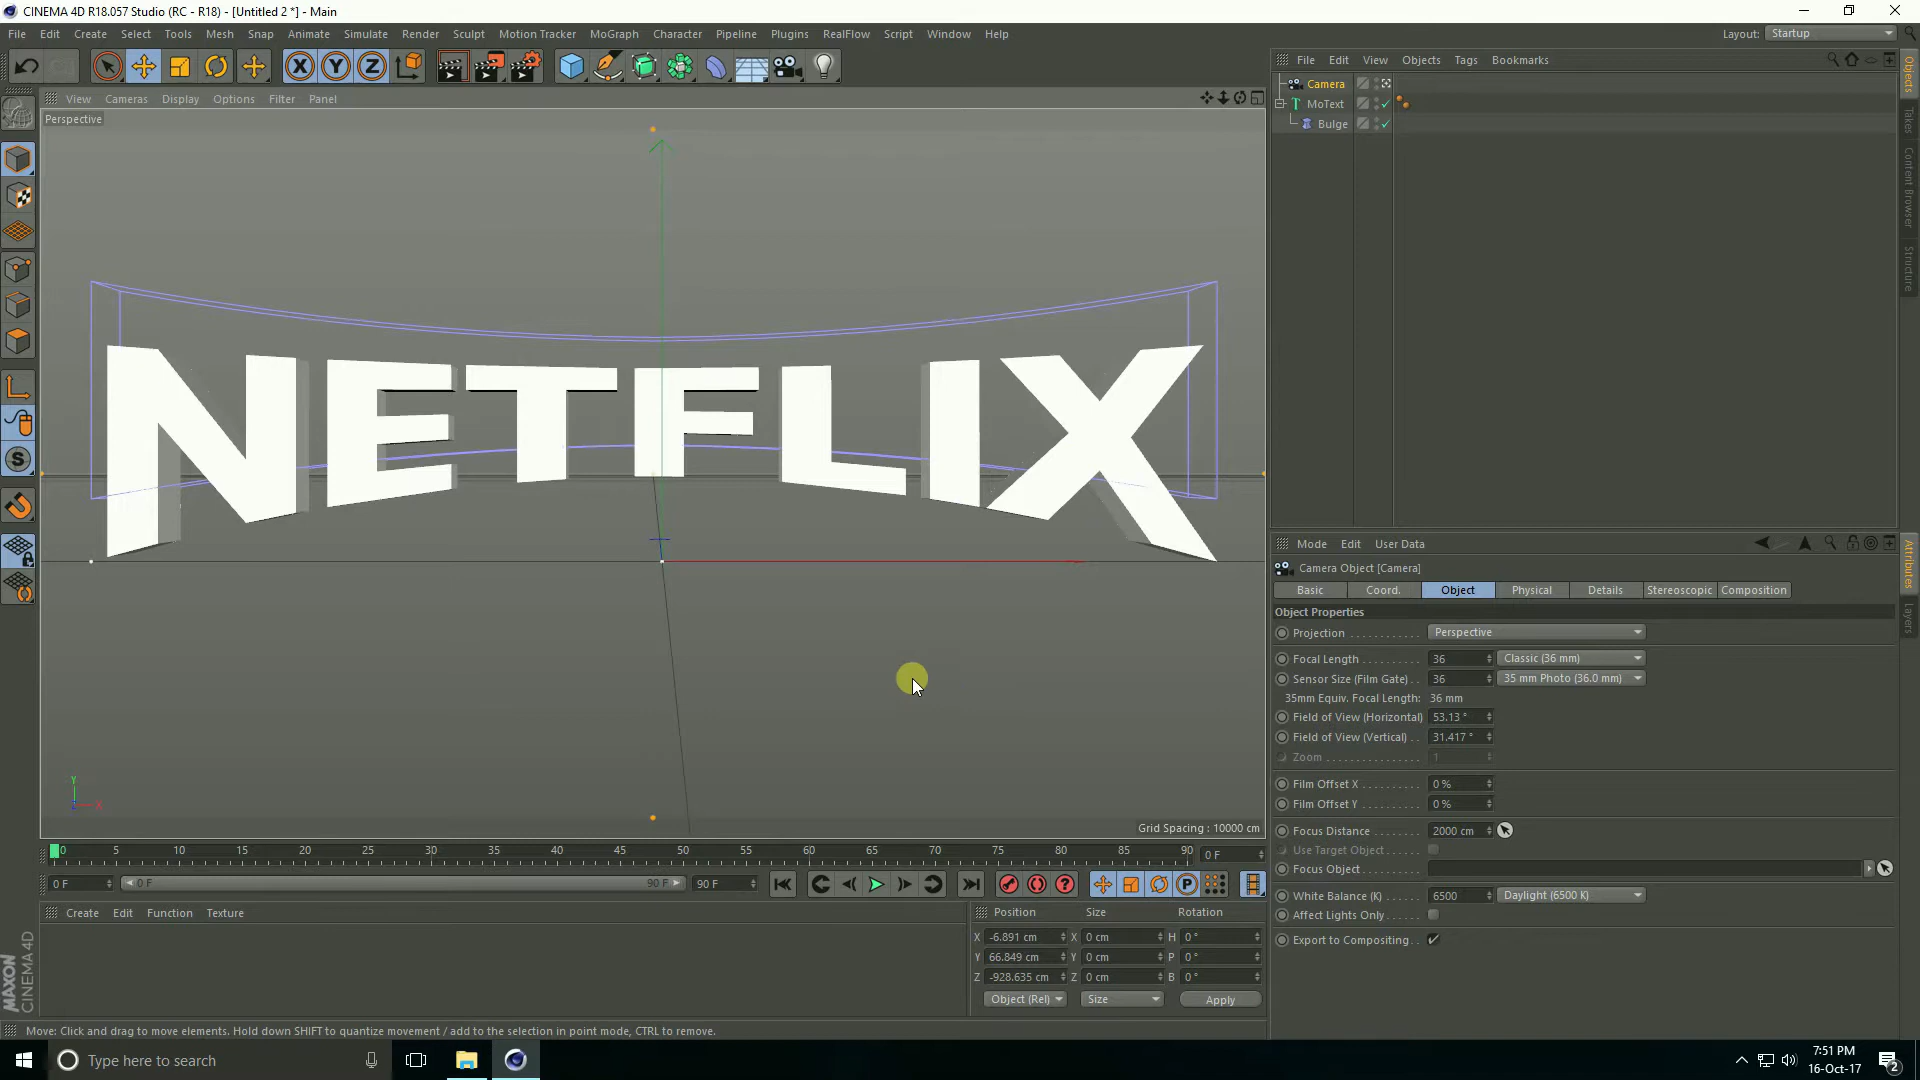 CINEMA 4D R18.057 Studio (RC - R18) - [Untitled 2 *] - Main
File Edit Create Select Tools Mesh Snap Animate Simulate Render Sculpt Motion Tracker MoGraph Character Pipeline Plugins RealFlow Script Window Help
Layout: Startup
X Y Z
File Edit View Objects Tags Bookmarks
Camera
MoText
Bulge
Objects
Takes
Content Browser
Structure
View Cameras Display Options Filter Panel
Perspective
NETFLIX
Y
X
Grid Spacing : 10000 cm
Mode Edit User Data
Camera Object [Camera]
Basic Coord. Object Physical Details Stereoscopic Composition
Object Properties
Projection Perspective
Focal Length 36 Classic (36 mm)
Sensor Size (Film Gate) 36 35 mm Photo (36.0 mm)
35mm Equiv. Focal Length: 36 mm
Field of View (Horizontal) 53.13 °
Field of View (Vertical) 31.417 °
Zoom 1
Film Offset X 0 %
Film Offset Y 0 %
Focus Distance 2000 cm
Use Target Object
Focus Object
White Balance (K) 6500 Daylight (6500 K)
Affect Lights Only
Export to Compositing
Attributes
Layers
0 5 10 15 20 25 30 35 40 45 50 55 60 65 70 75 80 85 90 0 F
0 F 0 F 90 F 90 F
Create Edit Function Texture
Position Size Rotation
X -6.891 cm X 0 cm H 0 °
Y 66.849 cm Y 0 cm P 0 °
Z -928.635 cm Z 0 cm B 0 °
Object (Rel) Size Apply
MAXON
CINEMA 4D
Move: Click and drag to move elements. Hold down SHIFT to quantize movement / add to the selection in point mode, CTRL to remove.
Type here to search
7:51 PM
16-Oct-17
2